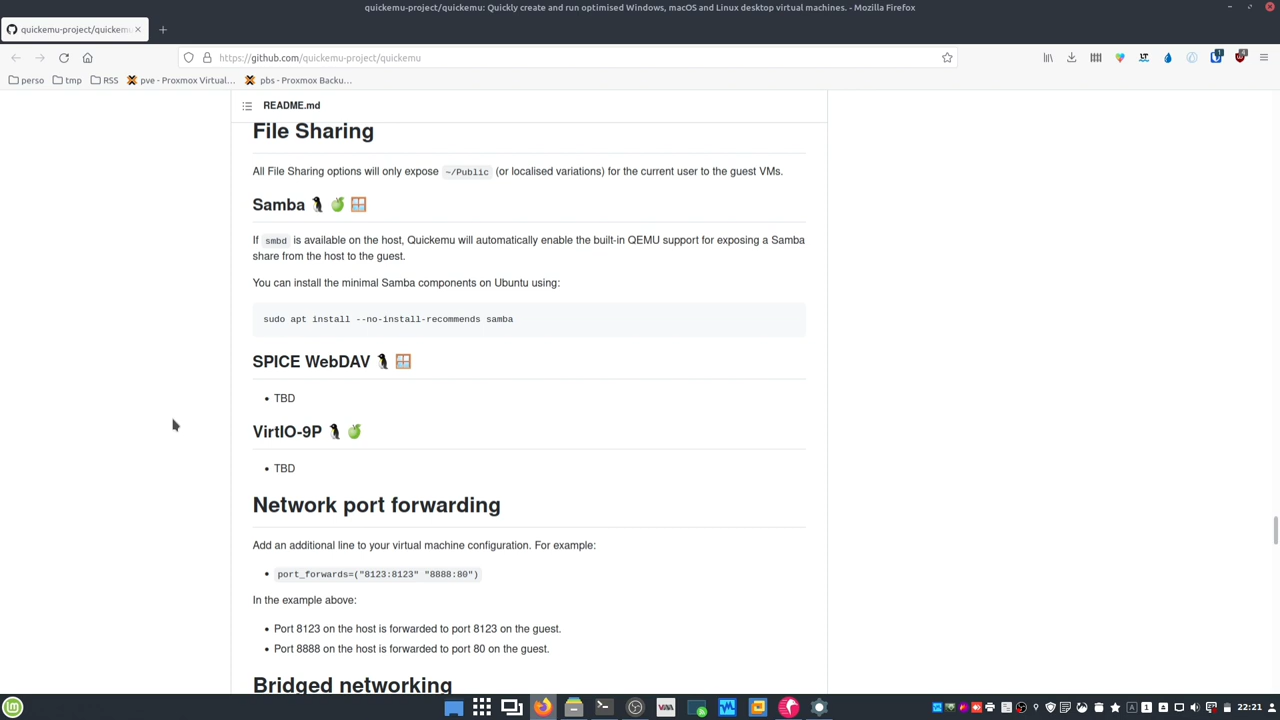 quickemu-project/quickemu: Quickly create and run optimised Windows, macOS and Linux desktop virtual machines. - Mozilla Firefox
quickemu-project/quickemu
https://github.com/quickemu-project/quickemu
perso
tmp
RSS
pve - Proxmox Virtual...
pbs - Proxmox Backu...
README.md
File Sharing
All File Sharing options will only expose ~/Public (or localised variations) for the current user to the guest VMs.
Samba 🐧 🍏 🪟
If smbd is available on the host, Quickemu will automatically enable the built-in QEMU support for exposing a Samba
share from the host to the guest.
You can install the minimal Samba components on Ubuntu using:
sudo apt install --no-install-recommends samba
SPICE WebDAV 🐧 🪟
• TBD
VirtIO-9P 🐧 🍏
• TBD
Network port forwarding
Add an additional line to your virtual machine configuration. For example:
• port_forwards=("8123:8123" "8888:80")
In the example above:
• Port 8123 on the host is forwarded to port 8123 on the guest.
• Port 8888 on the host is forwarded to port 80 on the guest.
Bridged networking
22:21